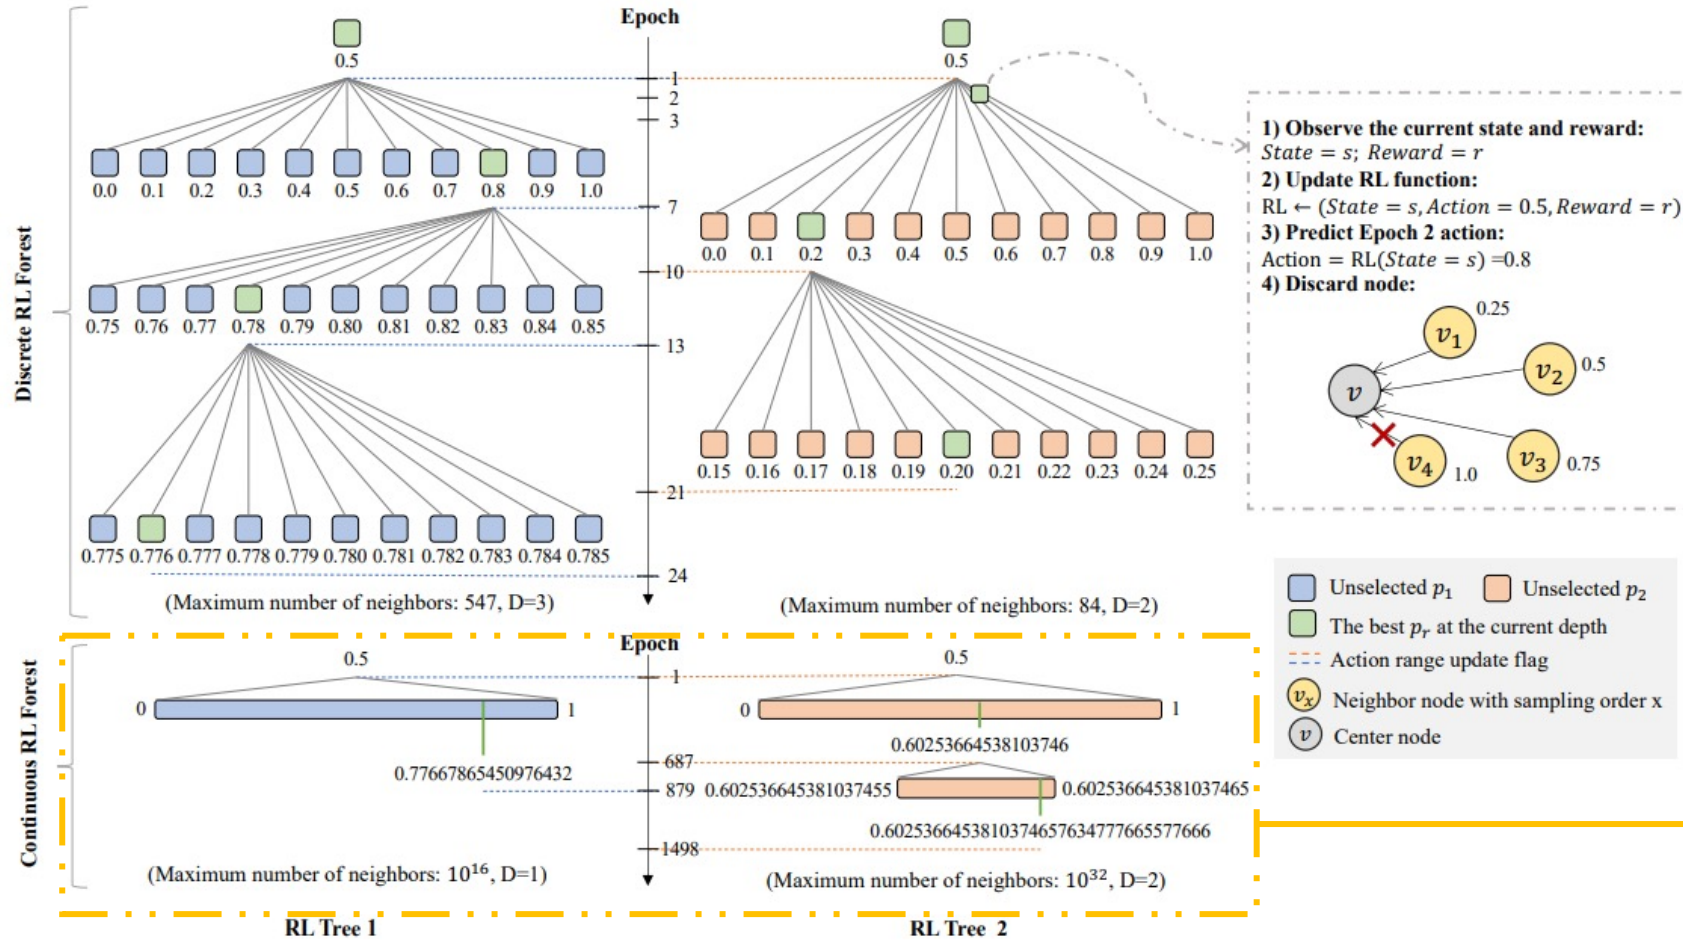 Epoch
0.5
0.5
1
2
3
0.0 0.1 0.2 0.3 0.4 0.5 0.6 0.7 0.8 0.9 1.0
7
0.0 0.1 0.2 0.3 0.4 0.5 0.6 0.7 0.8 0.9 1.0
10
0.75 0.76 0.77 0.78 0.79 0.80 0.81 0.82 0.83 0.84 0.85
13
0.15 0.16 0.17 0.18 0.19 0.20 0.21 0.22 0.23 0.24 0.25
21
0.775 0.776 0.777 0.778 0.779 0.780 0.781 0.782 0.783 0.784 0.785
24
(Maximum number of neighbors: 547, D=3)
(Maximum number of neighbors: 84, D=2)
Discrete RL Forest
1) Observe the current state and reward:
State = s; Reward = r
2) Update RL function:
RL ← (State = s, Action = 0.5, Reward = r)
3) Predict Epoch 2 action:
Action = RL(State = s) =0.8
4) Discard node:
v₁ 0.25
v₂ 0.5
v
v₃ 0.75
v₄ 1.0
Unselected p₁
Unselected p₂
The best pᵣ at the current depth
Action range update flag
vₓ Neighbor node with sampling order x
v Center node
Continuous RL Forest
Epoch
0.5
0.5
1
0 1
0 1
0.77667865450976432
0.60253664538103746
687
879
0.602536645381037455 0.602536645381037465
0.6025366453810374657634777665577666
1498
(Maximum number of neighbors: 10¹⁶, D=1)
(Maximum number of neighbors: 10³², D=2)
RL Tree 1
RL Tree 2